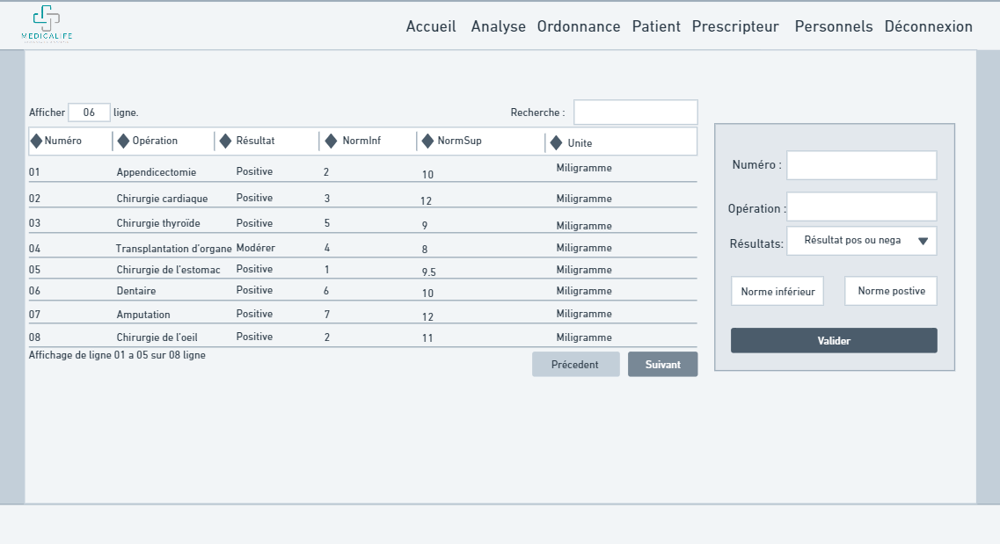 MEDICALIFE
Accueil Analyse Ordonnance Patient Prescripteur Personnels Déconnexion
Afficher 06 ligne. Recherche :
Numéro Opération Résultat NormInf NormSup Unite
01 Appendicectomie Positive 2 10 Miligramme
02 Chirurgie cardiaque Positive 3 12 Miligramme
03 Chirurgie thyroïde Positive 5 9 Miligramme
04 Transplantation d'organe Modérer 4 8 Miligramme
05 Chirurgie de l'estomac Positive 1 9.5 Miligramme
06 Dentaire Positive 6 10 Miligramme
07 Amputation Positive 7 12 Miligramme
08 Chirurgie de l'oeil Positive 2 11 Miligramme
Affichage de ligne 01 a 05 sur 08 ligne
Précedent Suivant
Numéro :
Opération :
Résultats: Résultat pos ou nega
Norme inférieur Norme postive
Valider